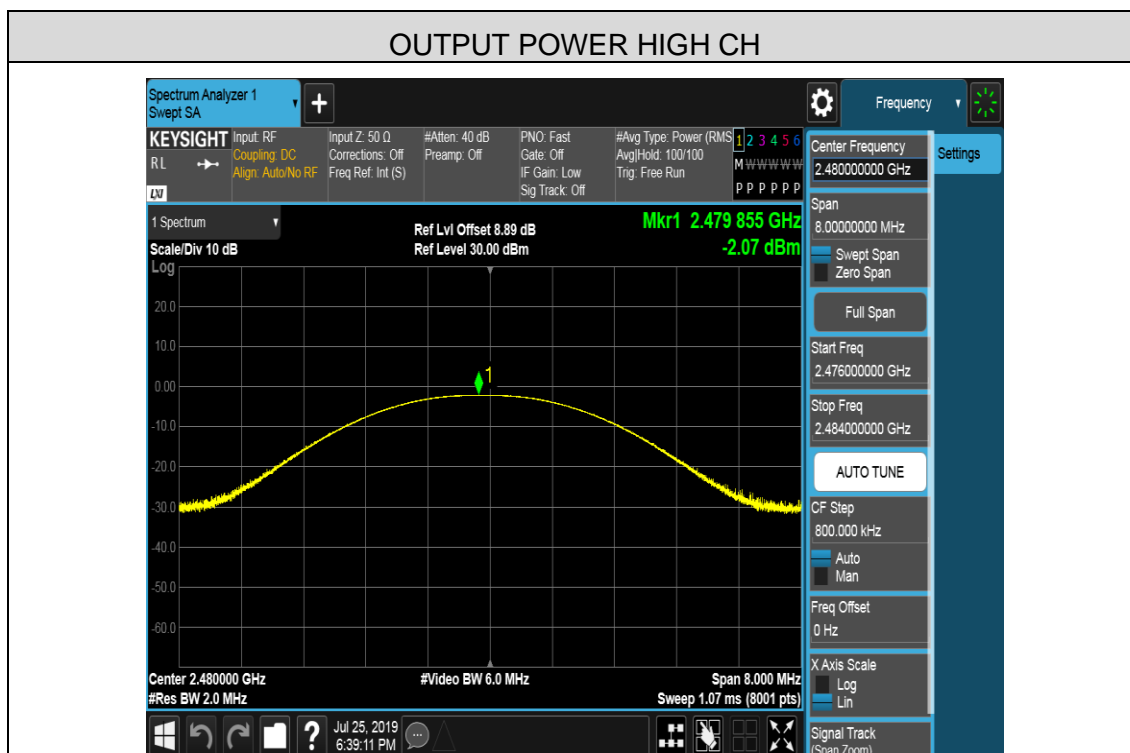 OUTPUT POWER HIGH CH
Spectrum Analyzer 1
Swept SA
+
Frequency
KEYSIGHT
RL
LXI
Input: RF
Coupling: DC
Align: Auto/No RF
Input Z: 50 Ω
Corrections: Off
Freq Ref: Int (S)
#Atten: 40 dB
Preamp: Off
PNO: Fast
Gate: Off
IF Gain: Low
Sig Track: Off
#Avg Type: Power (RMS
Avg|Hold: 100/100
Trig: Free Run
1 2 3 4 5 6
M W W W W W
P P P P P P
1 Spectrum
Scale/Div 10 dB
Log
Ref Lvl Offset 8.89 dB
Ref Level 30.00 dBm
Mkr1 2.479 855 GHz
-2.07 dBm
20.0
10.0
0.00
-10.0
-20.0
-30.0
-40.0
-50.0
-60.0
1
Center 2.480000 GHz
#Res BW 2.0 MHz
#Video BW 6.0 MHz
Span 8.000 MHz
Sweep 1.07 ms (8001 pts)
?
Jul 25, 2019
6:39:11 PM
Center Frequency
2.480000000 GHz
Span
8.00000000 MHz
Swept Span
Zero Span
Full Span
Start Freq
2.476000000 GHz
Stop Freq
2.484000000 GHz
AUTO TUNE
CF Step
800.000 kHz
Auto
Man
Freq Offset
0 Hz
X Axis Scale
Log
Lin
Signal Track
(Span Zoom)
Settings